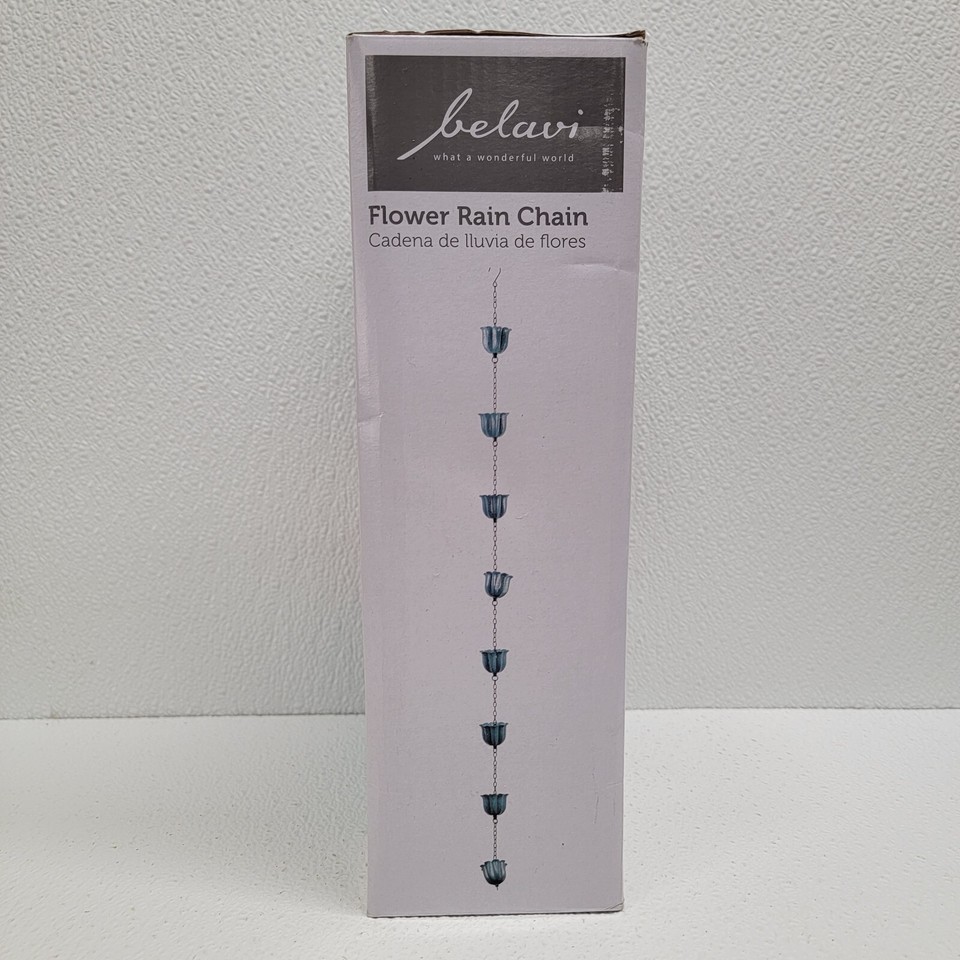 belavi
what a wonderful world
Flower Rain Chain
Cadena de lluvia de flores